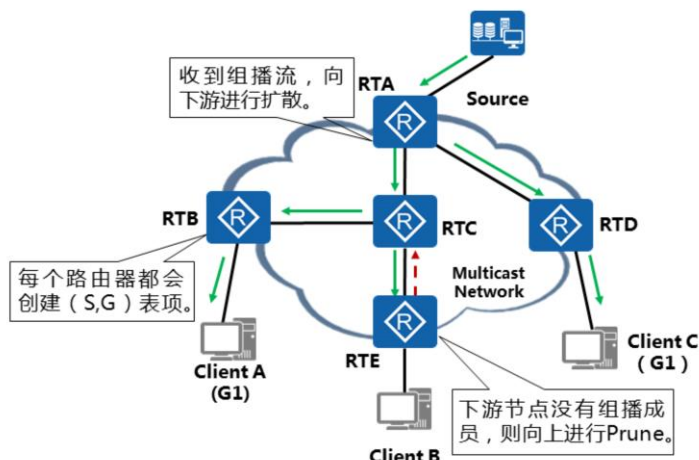 收到组播流，向
下游进行扩散。
RTA
Source
R
RTB
R
R
RTC
R
RTD
每个路由器都会
创建（S,G）表项。
Multicast
Network
R
RTE
Client A
(G1)
Client C
（G1）
下游节点没有组播成
员，则向上进行Prune。
Client B